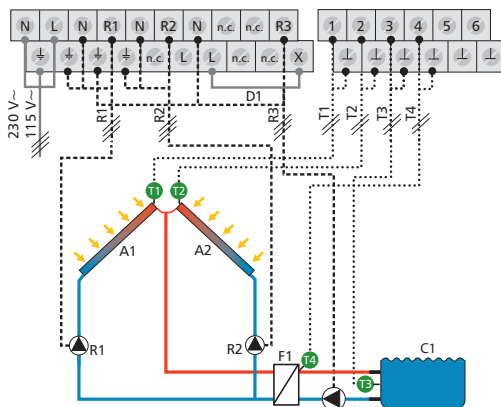 N L N R1 N R2 N n.c. n.c. R3
n.c. L L n.c. n.c. X
1 2 3 4 5 6
230 V~
115 V~
R1
R2
D1
R3
T1
T2
T3
T4
T1
T2
A1
A2
R1
R2
F1
T4
C1
T3